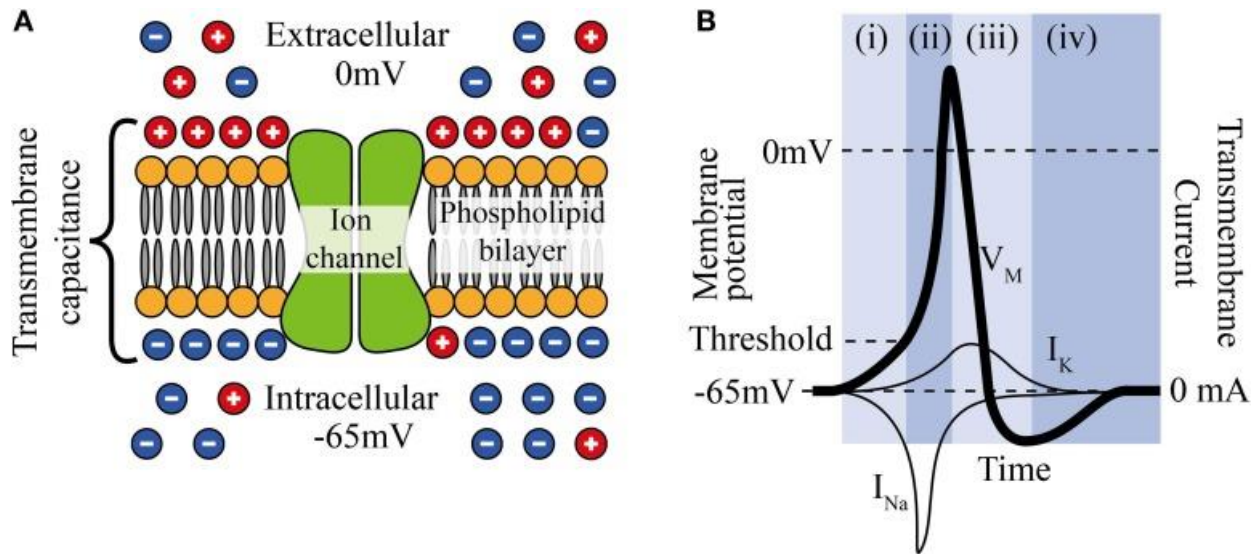 A
Extracellular
0mV
Transmembrane
capacitance
Ion
channel
Phospholipid
bilayer
Intracellular
-65mV
B
(i) (ii) (iii) (iv)
Membrane
potential
0mV
Threshold
-65mV
V_M
I_K
I_Na
Time
0 mA
Transmembrane
Current